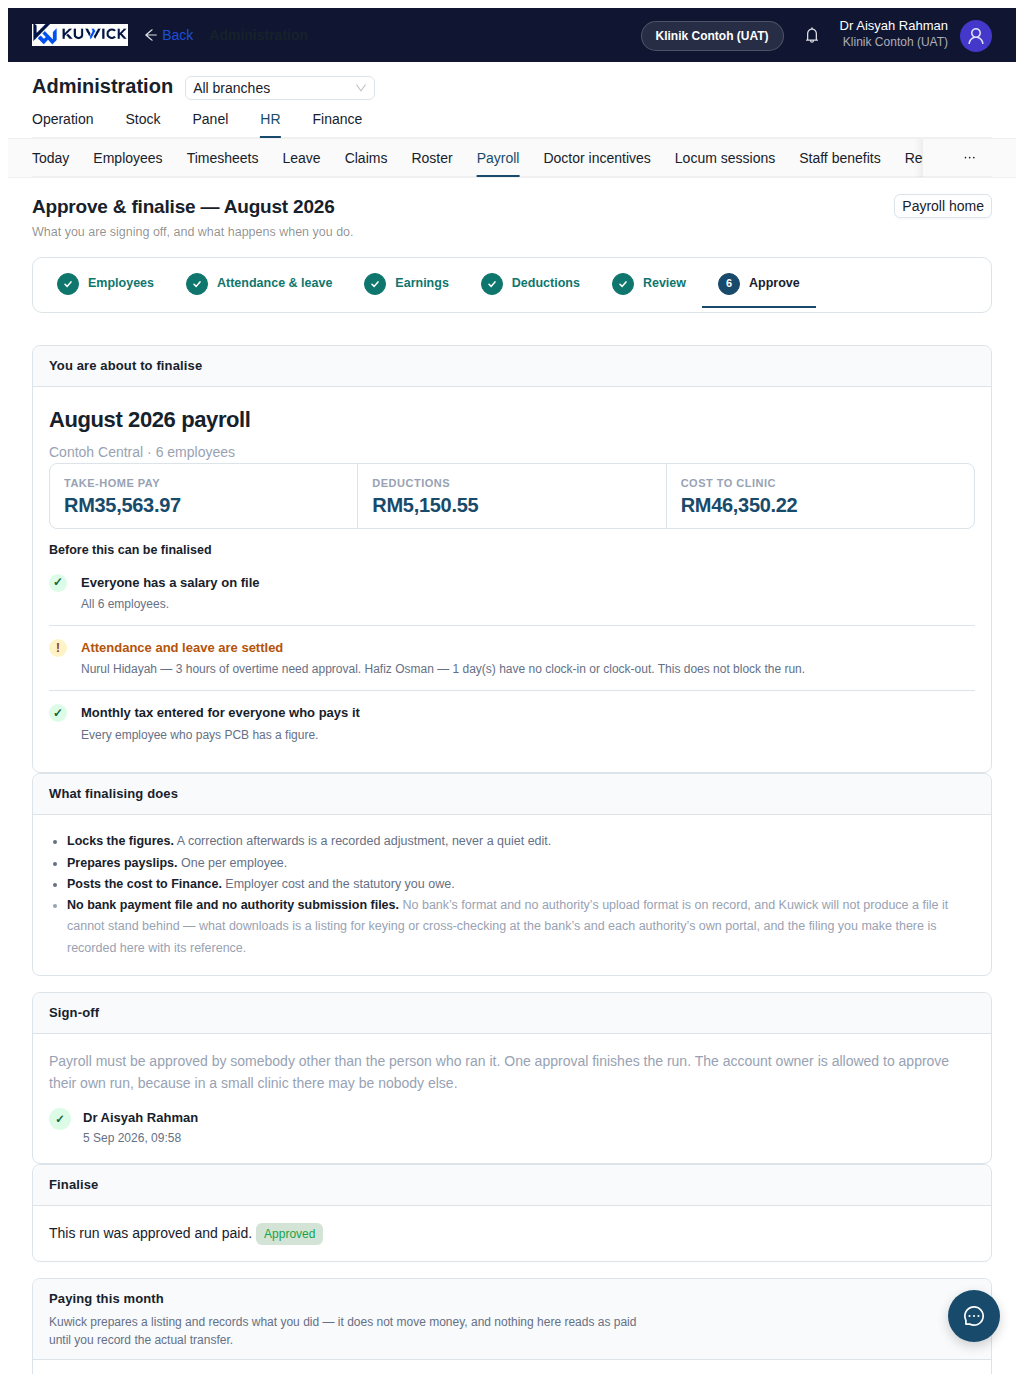 KUWICK
Back
Administration
Klinik Contoh (UAT)
Dr Aisyah Rahman
Klinik Contoh (UAT)
Administration
All branches
Operation
Stock
Panel
HR
Finance
Today
Employees
Timesheets
Leave
Claims
Roster
Payroll
Doctor incentives
Locum sessions
Staff benefits
Re
···
Approve & finalise — August 2026
Payroll home
What you are signing off, and what happens when you do.
Employees
Attendance & leave
Earnings
Deductions
Review
6
Approve
You are about to finalise
August 2026 payroll
Contoh Central · 6 employees
TAKE-HOME PAY
RM35,563.97
DEDUCTIONS
RM5,150.55
COST TO CLINIC
RM46,350.22
Before this can be finalised
✓ Everyone has a salary on file
All 6 employees.
! Attendance and leave are settled
Nurul Hidayah — 3 hours of overtime need approval. Hafiz Osman — 1 day(s) have no clock-in or clock-out. This does not block the run.
✓ Monthly tax entered for everyone who pays it
Every employee who pays PCB has a figure.
What finalising does
• Locks the figures. A correction afterwards is a recorded adjustment, never a quiet edit.
• Prepares payslips. One per employee.
• Posts the cost to Finance. Employer cost and the statutory you owe.
• No bank payment file and no authority submission files. No bank’s format and no authority’s upload format is on record, and Kuwick will not produce a file it
cannot stand behind — what downloads is a listing for keying or cross-checking at the bank’s and each authority’s own portal, and the filing you make there is
recorded here with its reference.
Sign-off
Payroll must be approved by somebody other than the person who ran it. One approval finishes the run. The account owner is allowed to approve
their own run, because in a small clinic there may be nobody else.
✓ Dr Aisyah Rahman
5 Sep 2026, 09:58
Finalise
This run was approved and paid. Approved
Paying this month
Kuwick prepares a listing and records what you did — it does not move money, and nothing here reads as paid
until you record the actual transfer.